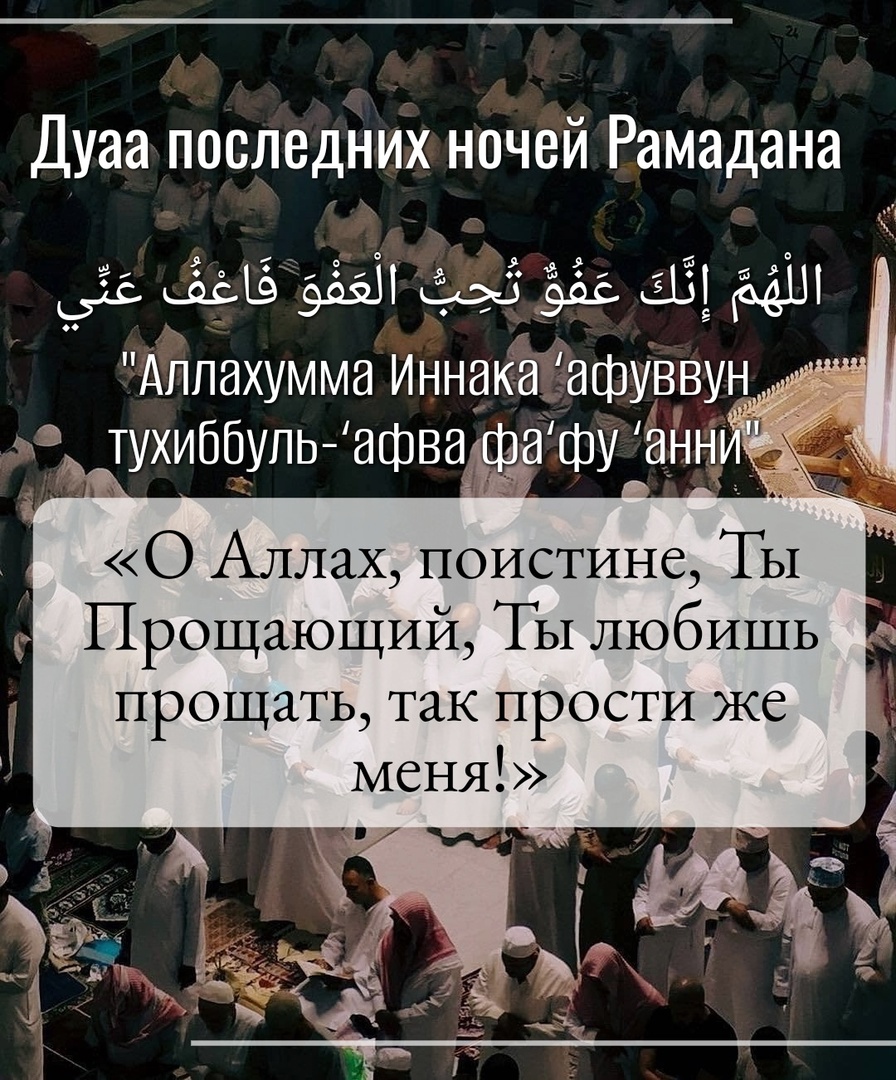 24
Дуаа последних ночей Рамадана
اللْهُمَّ إِنَّكَ عَفُوٌّ تُحِبُّ الْعَفْوَ فَاعْفُ عَنِّي
"Аллахумма Иннака ‘афуввун
тухиббуль-‘афва фа‘фу ‘анни"
«О Аллах, поистине, Ты
Прощающий, Ты любишь
прощать, так прости же
меня!»